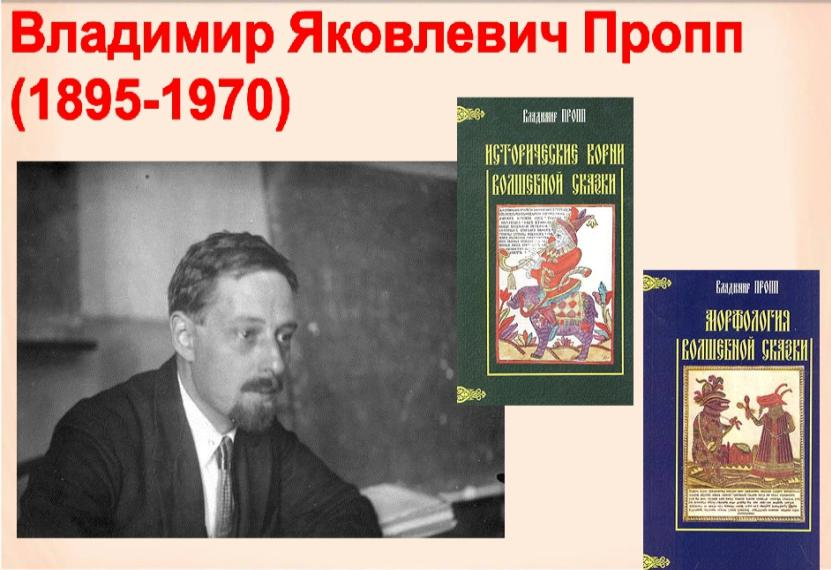 Владимир Яковлевич Пропп
(1895-1970)
Владимир ПРОПП
ИСТОРИЧЕСКИЕ КОРНИ
ВОЛШЕБНОЙ СКАЗКИ
Владимир ПРОПП
МОРФОЛОГИЯ
ВОЛШЕБНОЙ СКАЗКИ